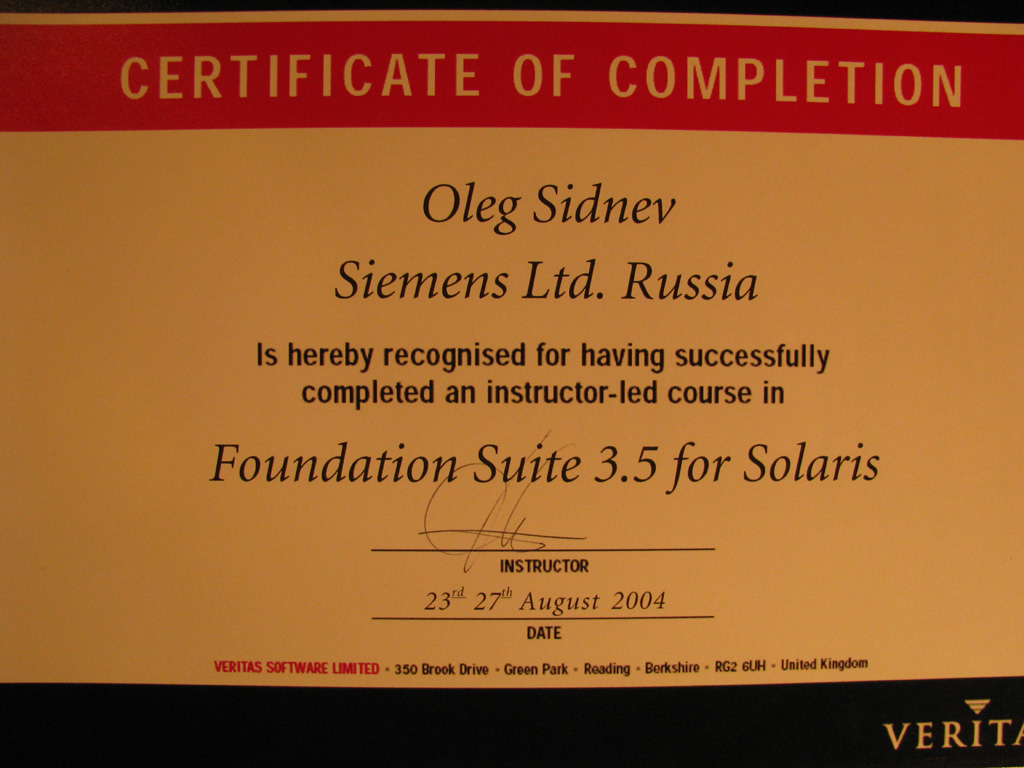 CERTIFICATE OF COMPLETION
Oleg Sidnev
Siemens Ltd. Russia
Is hereby recognised for having successfully
completed an instructor-led course in
Foundation Suite 3.5 for Solaris
INSTRUCTOR
23rd 27th August 2004
DATE
VERITAS SOFTWARE LIMITED • 350 Brook Drive • Green Park • Reading • Berkshire • RG2 6UH • United Kingdom
VERITA